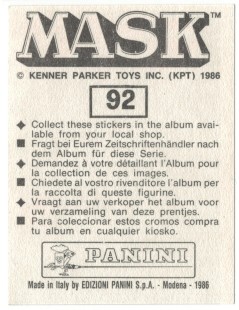 MASK™
© KENNER PARKER TOYS INC. (KPT) 1986
92
◆ Collect these stickers in the album avai-
lable from your local shop.
■ Fragt bei Eurem Zeitschriftenhändler nach
dem Album für diese Serie.
◆ Demandez à votre détaillant l'Album pour
la collection de ces images.
■ Chiedete al vostro rivenditore l'album per
la raccolta di queste figurine.
◆ Vraagt aan uw verkoper het album voor
uw verzameling van deze prentjes.
■ Para coleccionar estos cromos compra
tu album en cualquier kiosko.
PANINI
Made in Italy by EDIZIONI PANINI S.p.A. - Modena - 1986